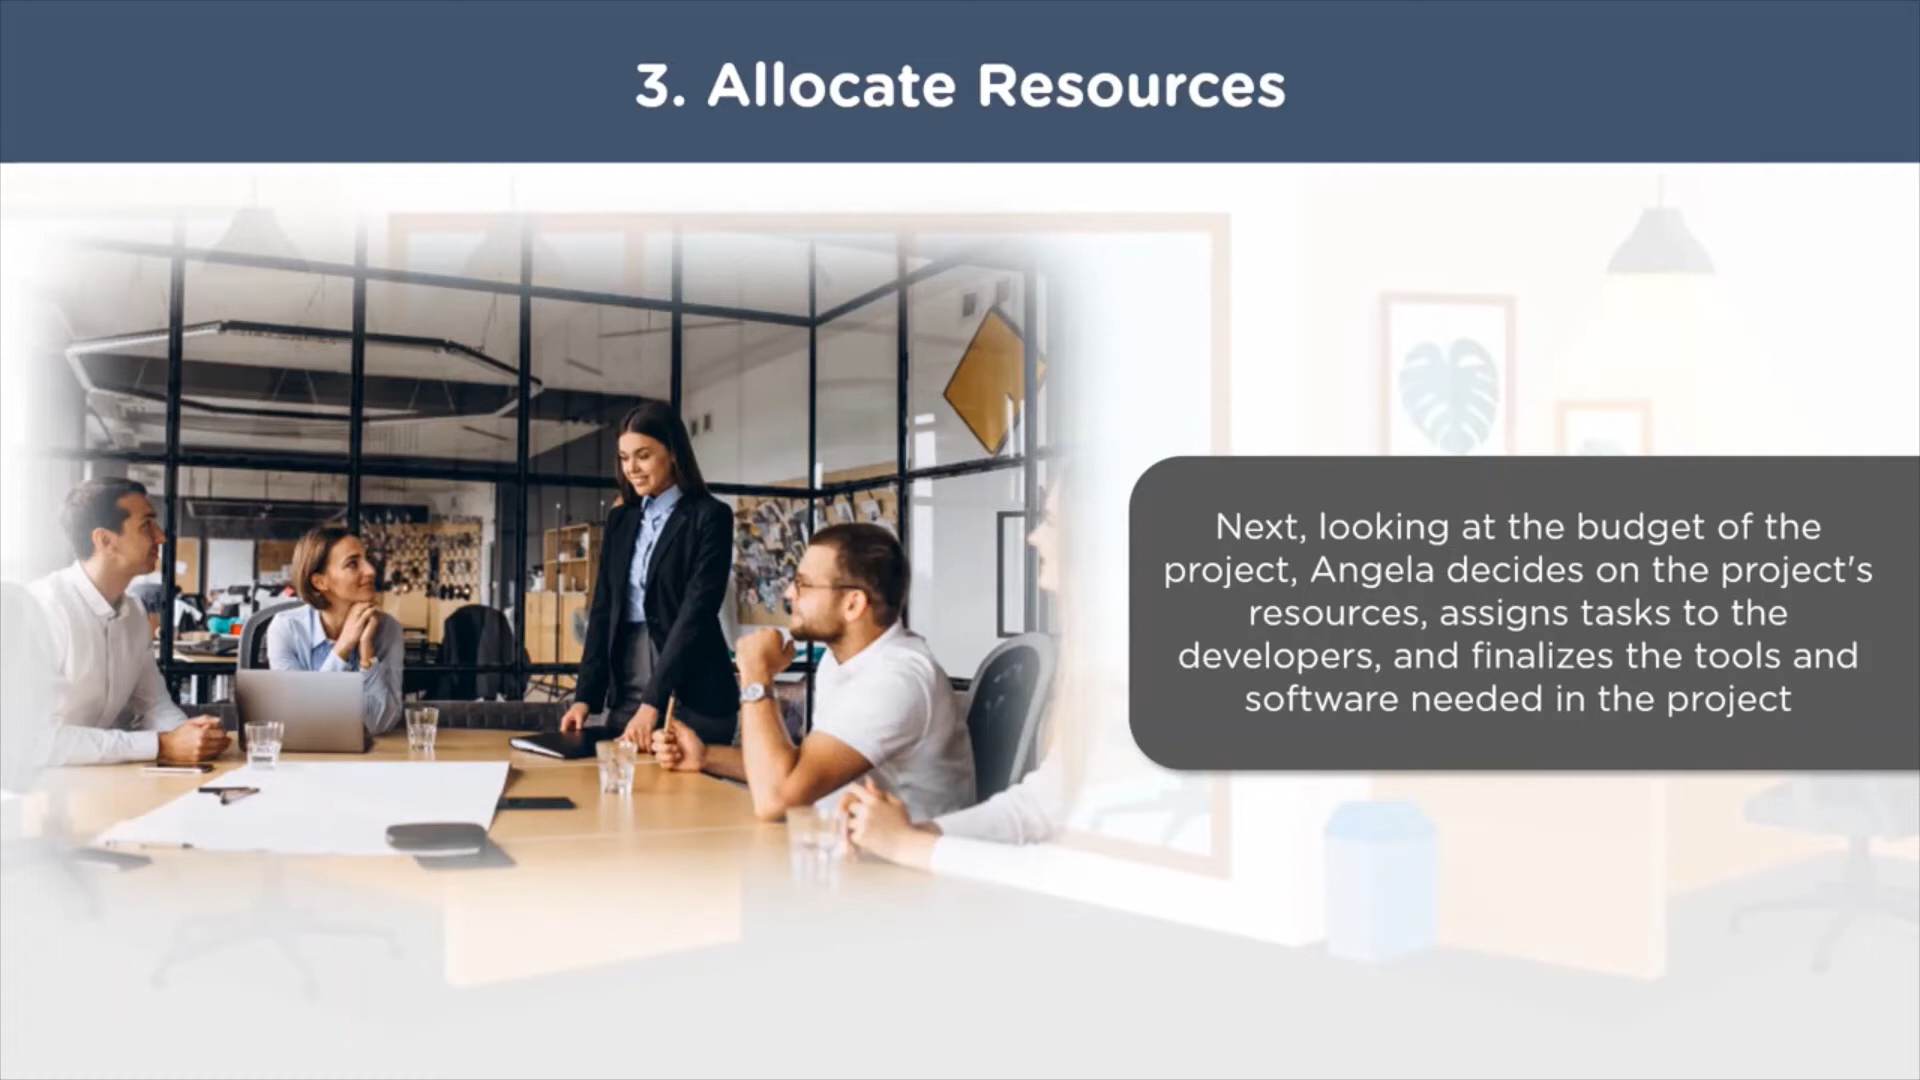 3. Allocate Resources
Next, looking at the budget of the
project, Angela decides on the project's
resources, assigns tasks to the
developers, and finalizes the tools and
software needed in the project